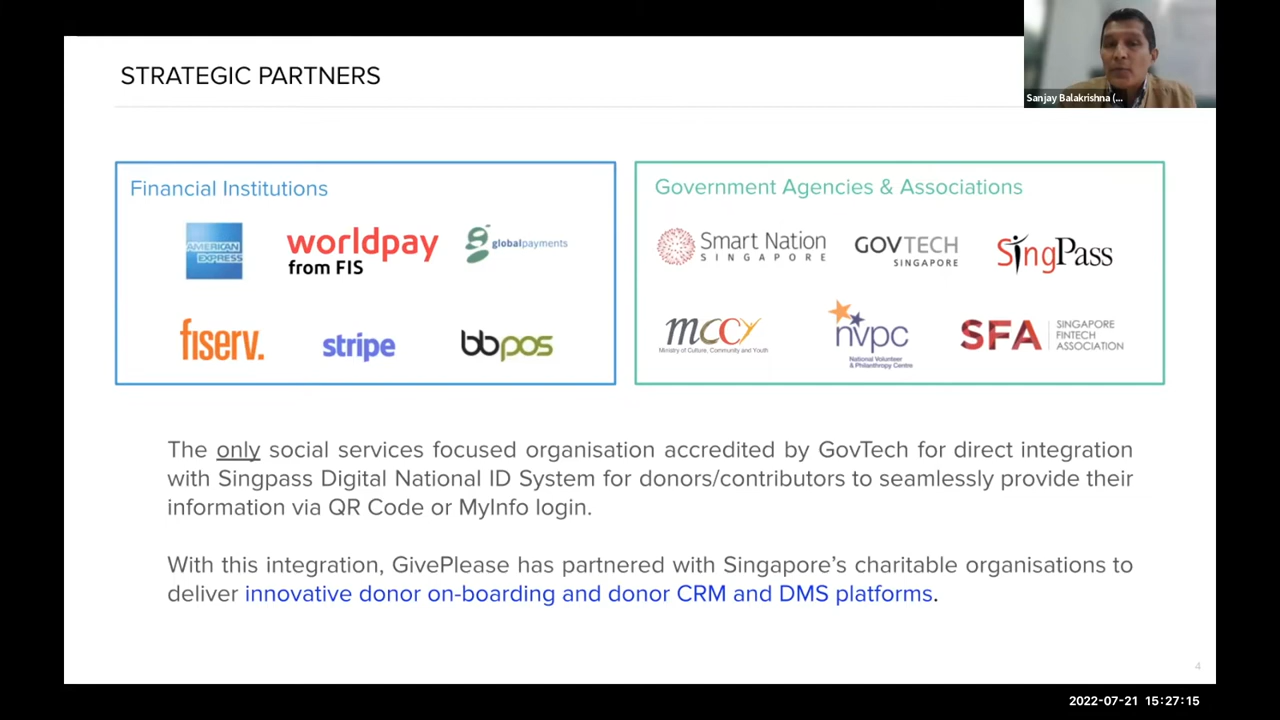 STRATEGIC PARTNERS
Sanjay Balakrishna (...
Financial Institutions
AMERICAN
EXPRESS
worldpay
from FIS
globalpayments
fiserv.
stripe
bbpos
Government Agencies & Associations
Smart Nation
SINGAPORE
GOVTECH
SINGAPORE
SingPass
mccy
Ministry of Culture, Community and Youth
nvpc
National Volunteer
& Philanthropy Centre
SFA
SINGAPORE
FINTECH
ASSOCIATION
The only social services focused organisation accredited by GovTech for direct integration
with Singpass Digital National ID System for donors/contributors to seamlessly provide their
information via QR Code or MyInfo login.
With this integration, GivePlease has partnered with Singapore's charitable organisations to
deliver innovative donor on-boarding and donor CRM and DMS platforms.
4
2022-07-21 15:27:15